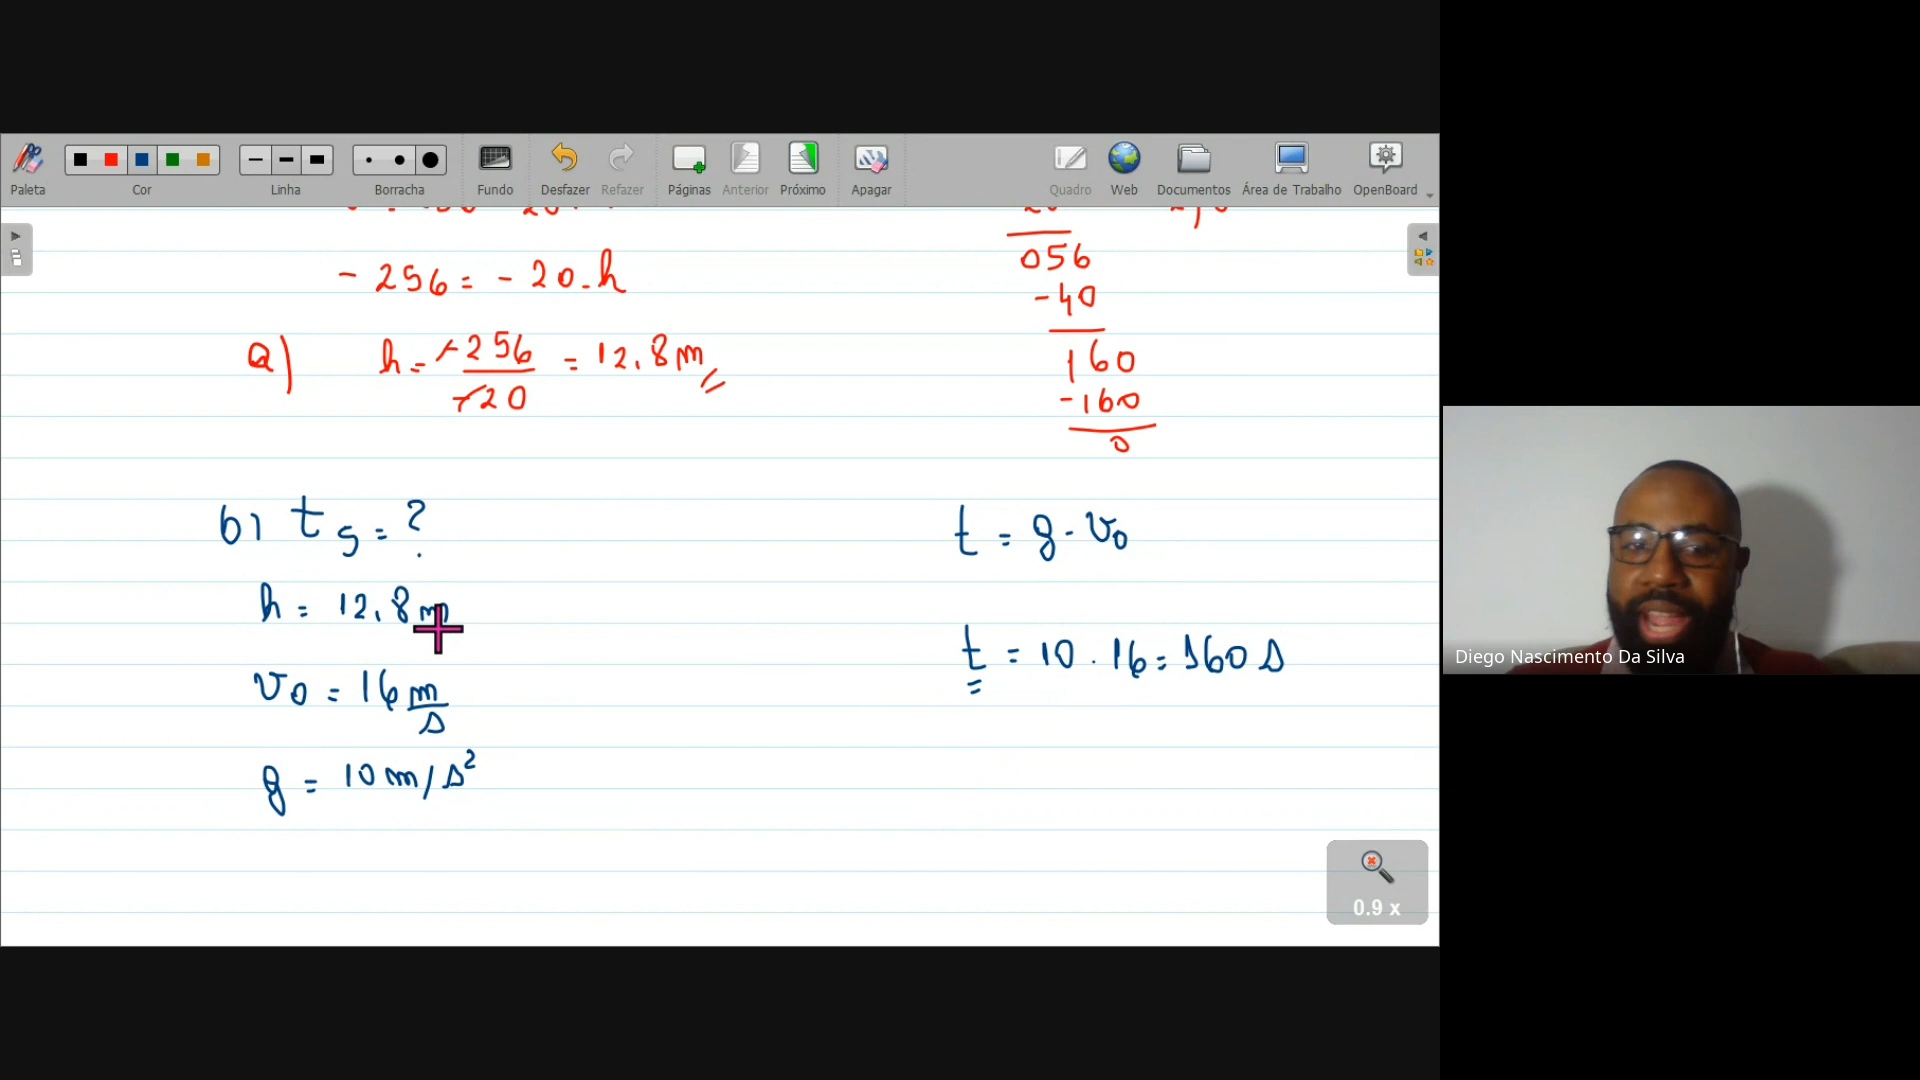 Paleta
Cor
Linha
Borracha
Fundo
Desfazer
Refazer
Páginas
Anterior
Próximo
Apagar
Quadro
Web
Documentos
Área de Trabalho
OpenBoard
- 256 = - 20 . h
a) h = -256 / -20 = 12,8 m
056
-40
160
-160
0
b) ts = ?
h = 12,8 m
v0 = 16 m/s
g = 10 m/s²
t = g . v0
t = 10 . 16 = 160 s
0.9 x
Diego Nascimento Da Silva